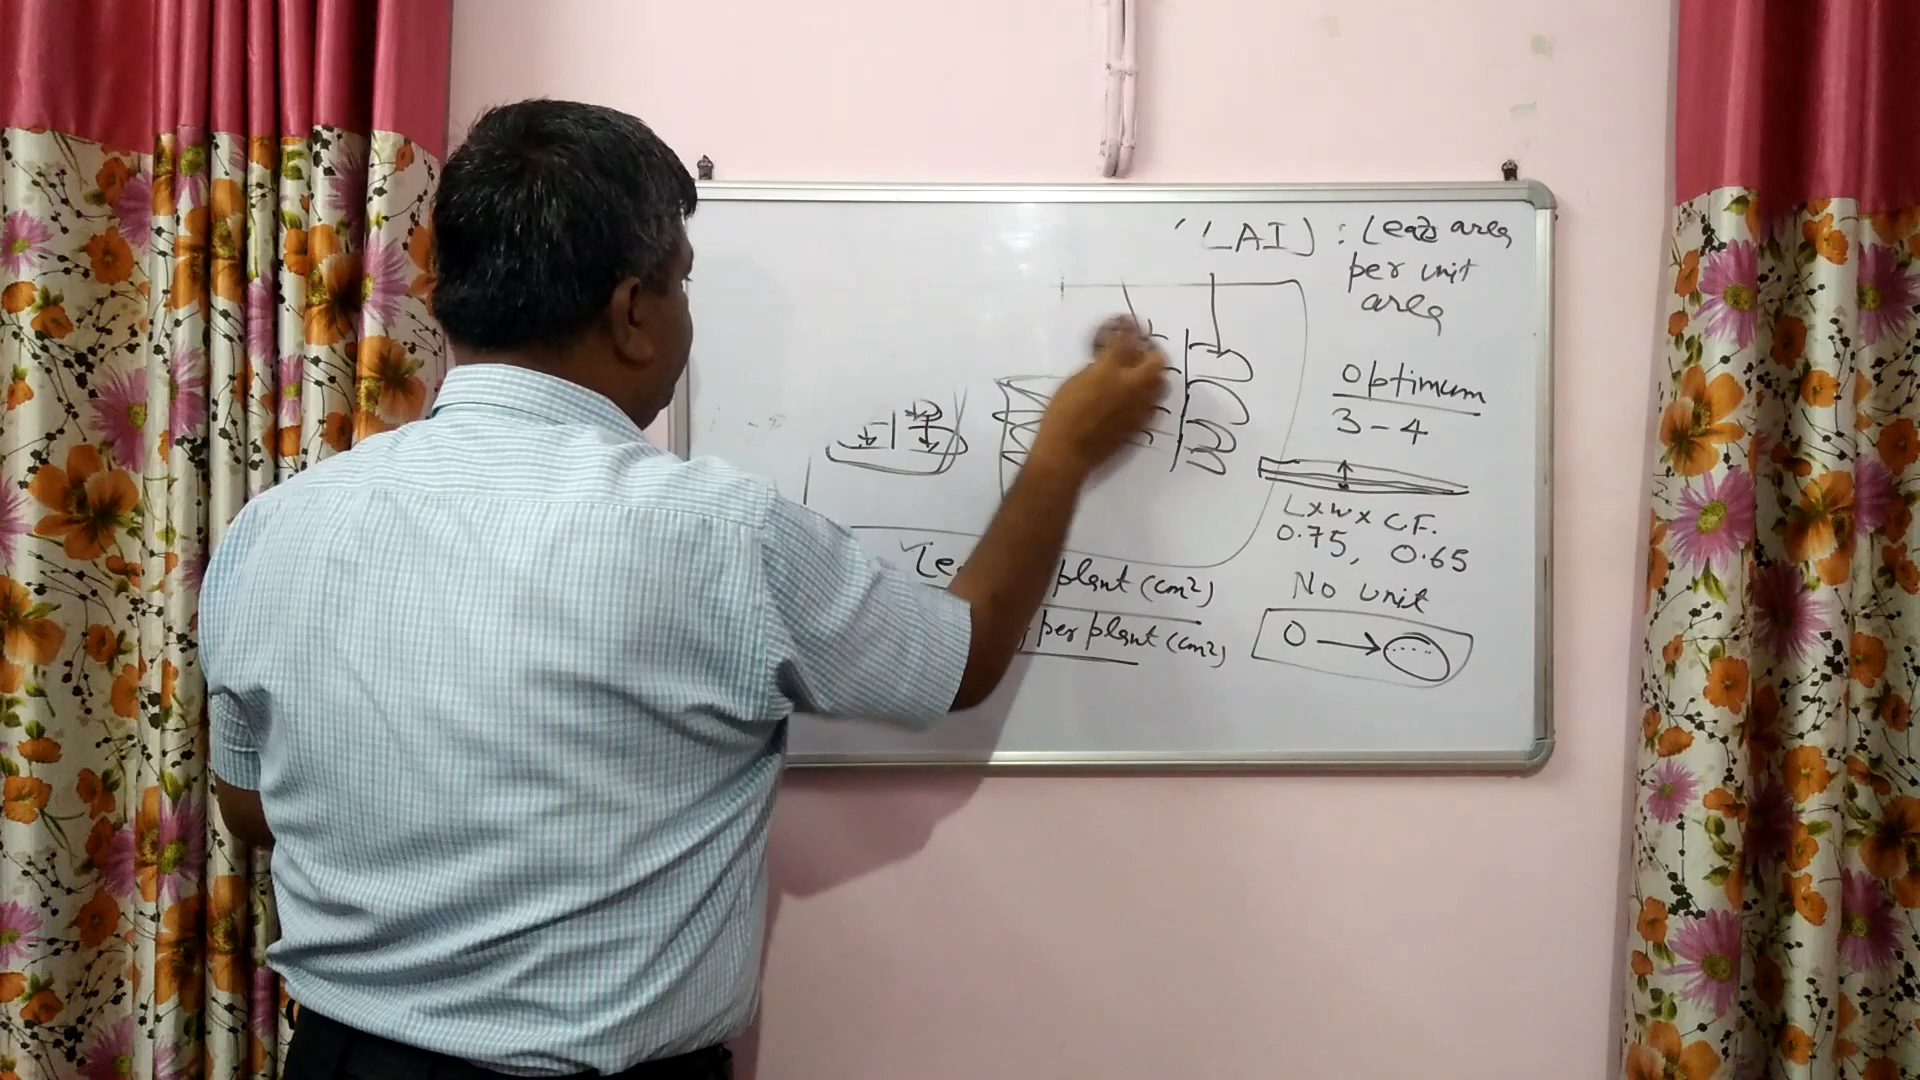 (LAI) : Leaf area
per unit
area
Optimum
3-4
L x W x C.F.
0.75, 0.65
No unit
0 →
plant (cm2)
per plant (cm2)